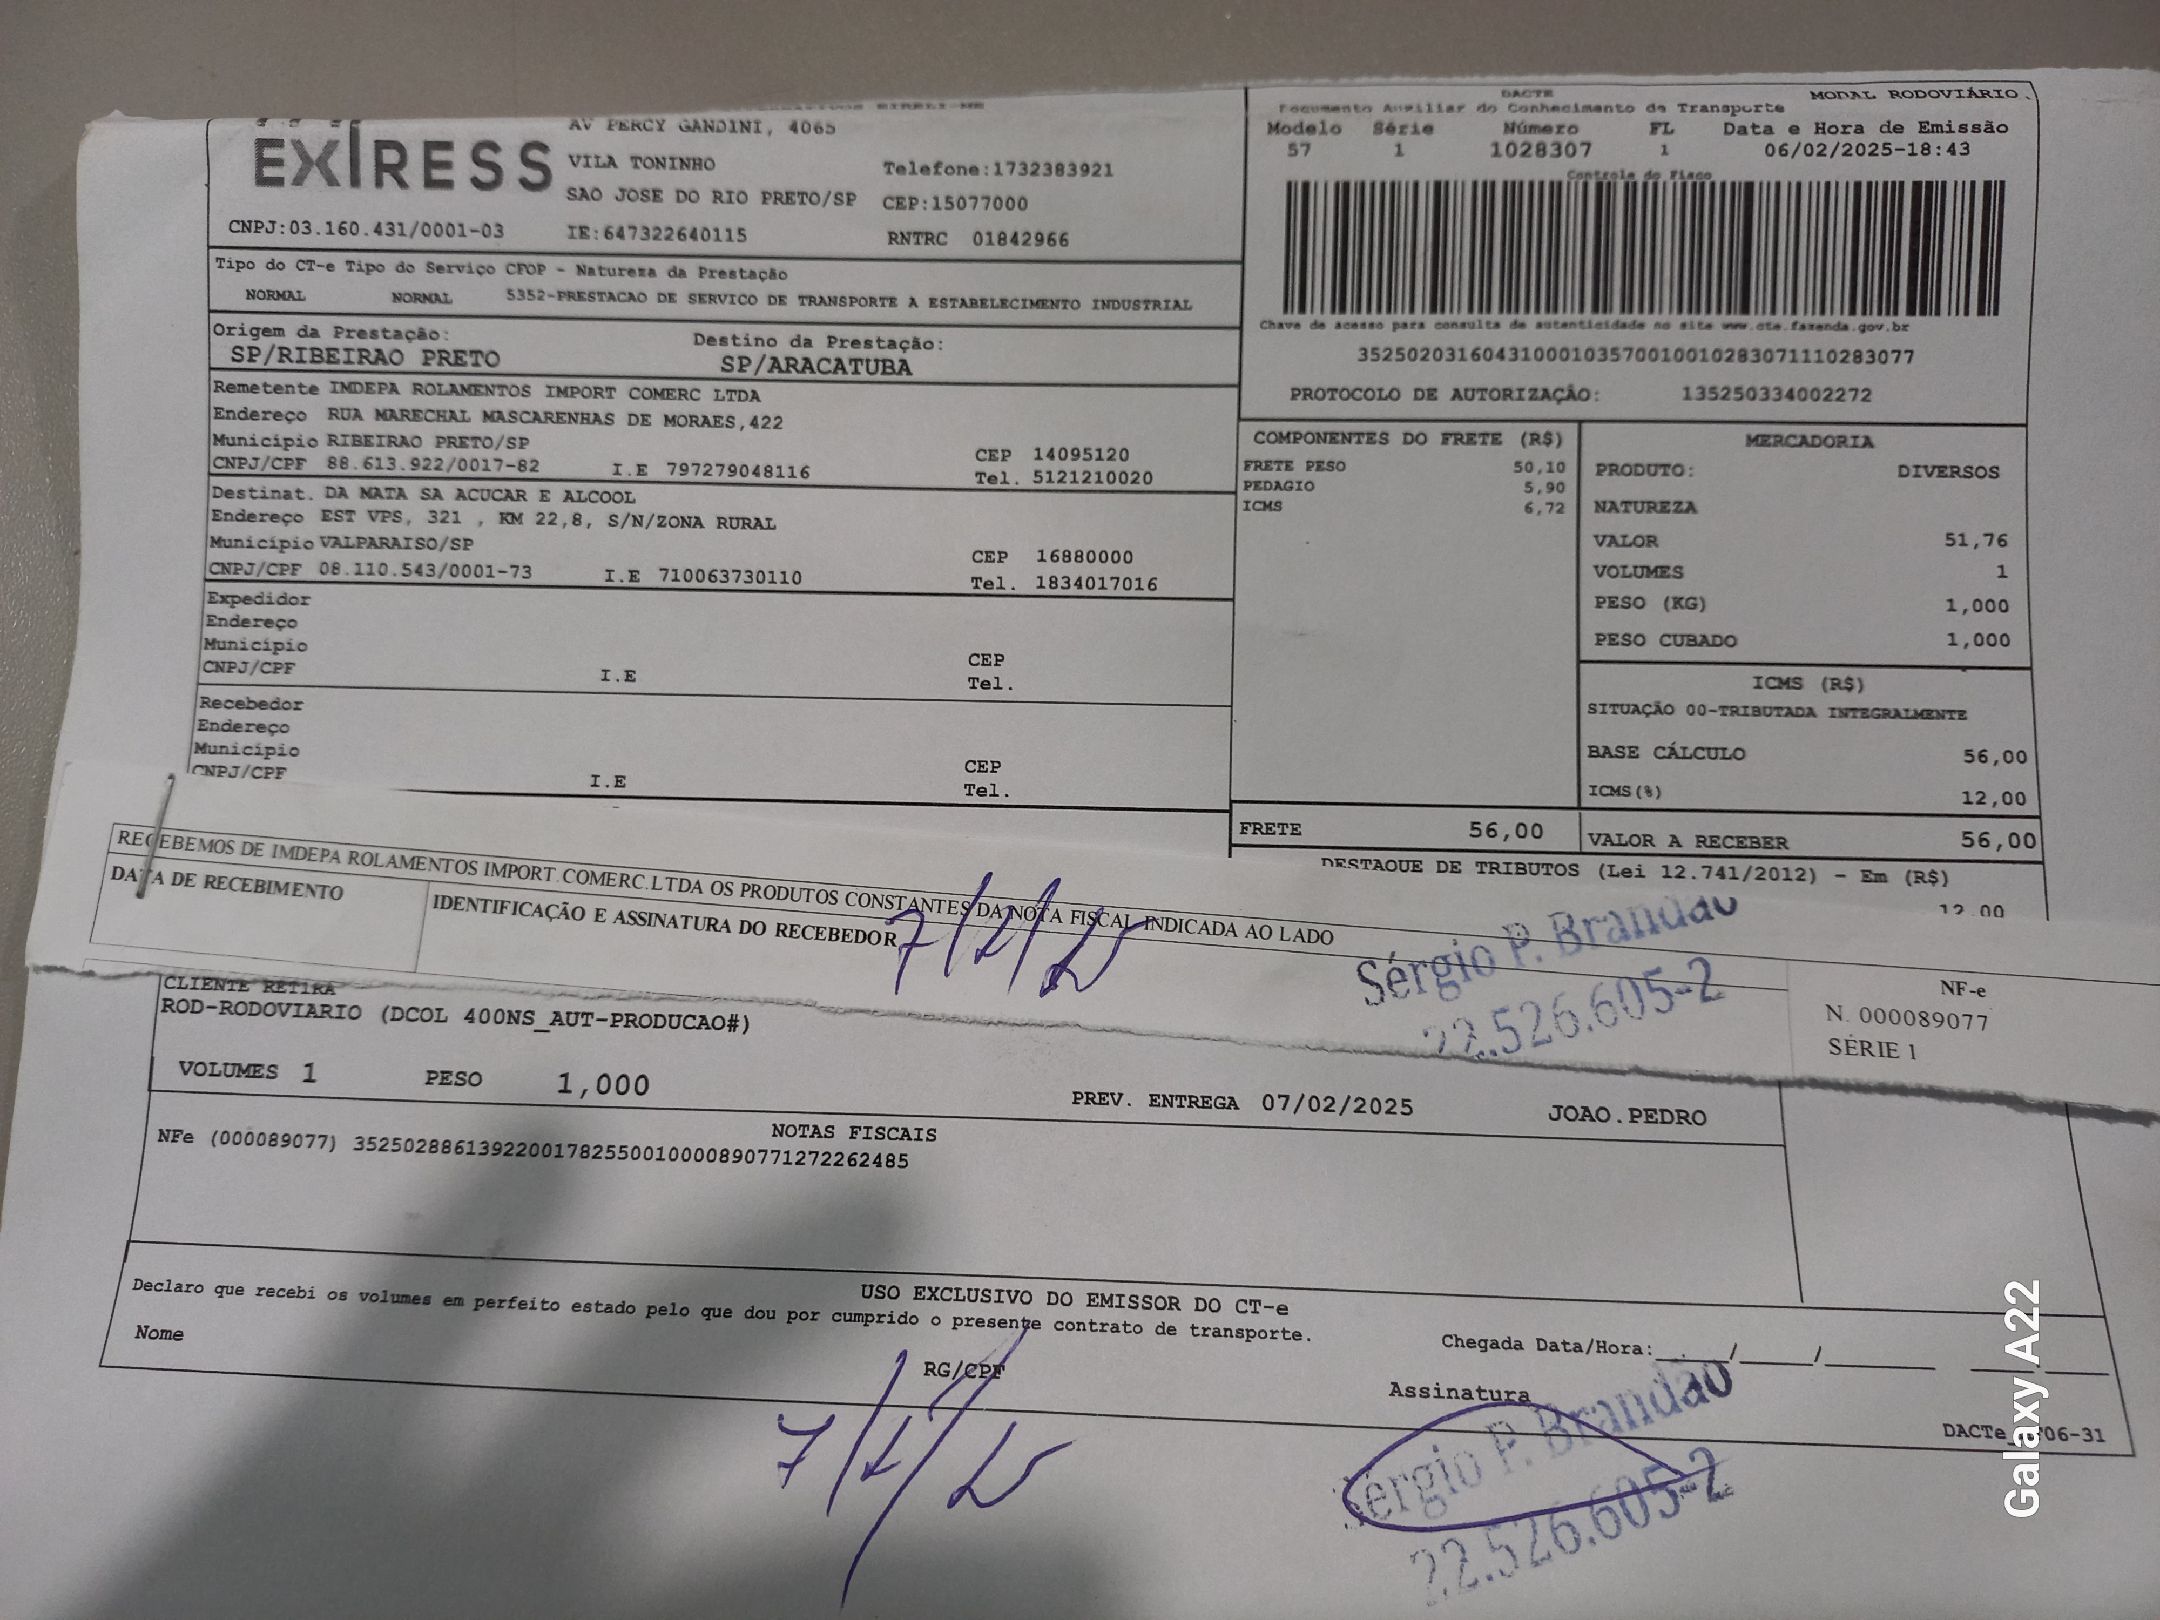 EXPRESS
AV PERCY GANDINI, 4065
VILA TONINHO
Telefone:1732383921
SAO JOSE DO RIO PRETO/SP
CEP:15077000
CNPJ:03.160.431/0001-03
IE:647322640115
RNTRC 01842966
DACTE
MODAL RODOVIÁRIO
Documento Auxiliar do Conhecimento de Transporte
Modelo Série Número FL Data e Hora de Emissão
57 1 1028307 1 06/02/2025-18:43
Controle do Fisco
Chave de acesso para consulta de autenticidade no site www.cte.fazenda.gov.br
35250203160431000103570010010283071110283077
PROTOCOLO DE AUTORIZAÇÃO: 135250334002272
Tipo do CT-e Tipo do Serviço CFOP - Natureza da Prestação
NORMAL NORMAL 5352-PRESTACAO DE SERVICO DE TRANSPORTE A ESTABELECIMENTO INDUSTRIAL
Origem da Prestação: Destino da Prestação:
SP/RIBEIRAO PRETO SP/ARACATUBA
Remetente IMDEPA ROLAMENTOS IMPORT COMERC LTDA
Endereço RUA MARECHAL MASCARENHAS DE MORAES,422
Município RIBEIRAO PRETO/SP CEP 14095120
CNPJ/CPF 88.613.922/0017-82 I.E 797279048116 Tel. 5121210020
Destinat. DA MATA SA ACUCAR E ALCOOL
Endereço EST VPS, 321 , KM 22,8, S/N/ZONA RURAL
Município VALPARAISO/SP CEP 16880000
CNPJ/CPF 08.110.543/0001-73 I.E 710063730110 Tel. 1834017016
Expedidor
Endereço
Município CEP
CNPJ/CPF I.E Tel.
Recebedor
Endereço
Município CEP
CNPJ/CPF I.E Tel.
COMPONENTES DO FRETE (R$)
FRETE PESO 50,10
PEDAGIO 5,90
ICMS 6,72
MERCADORIA
PRODUTO: DIVERSOS
NATUREZA
VALOR 51,76
VOLUMES 1
PESO (KG) 1,000
PESO CUBADO 1,000
ICMS (R$)
SITUAÇÃO 00-TRIBUTADA INTEGRALMENTE
BASE CÁLCULO 56,00
ICMS(%) 12,00
FRETE 56,00 VALOR A RECEBER 56,00
DESTAQUE DE TRIBUTOS (Lei 12.741/2012) - Em (R$)
12,00
RECEBEMOS DE IMDEPA ROLAMENTOS IMPORT.COMERC.LTDA OS PRODUTOS CONSTANTES DA NOTA FISCAL INDICADA AO LADO
DATA DE RECEBIMENTO IDENTIFICAÇÃO E ASSINATURA DO RECEBEDOR
7/2/25
Sérgio P. Brandão
22.526.605-2
NF-e
N. 000089077
SÉRIE 1
CLIENTE RETIRA
ROD-RODOVIARIO (DCOL 400NS_AUT-PRODUCAO#)
VOLUMES 1 PESO 1,000
PREV. ENTREGA 07/02/2025 JOAO.PEDRO
NOTAS FISCAIS
NFe (000089077) 35250288613922001782550010000890771272262485
USO EXCLUSIVO DO EMISSOR DO CT-e
Declaro que recebi os volumes em perfeito estado pelo que dou por cumprido o presente contrato de transporte.
Nome RG/CPF
Chegada Data/Hora: / /
Assinatura
7/2/25
Sérgio P. Brandão
22.526.605-2
06-31
Galaxy A22